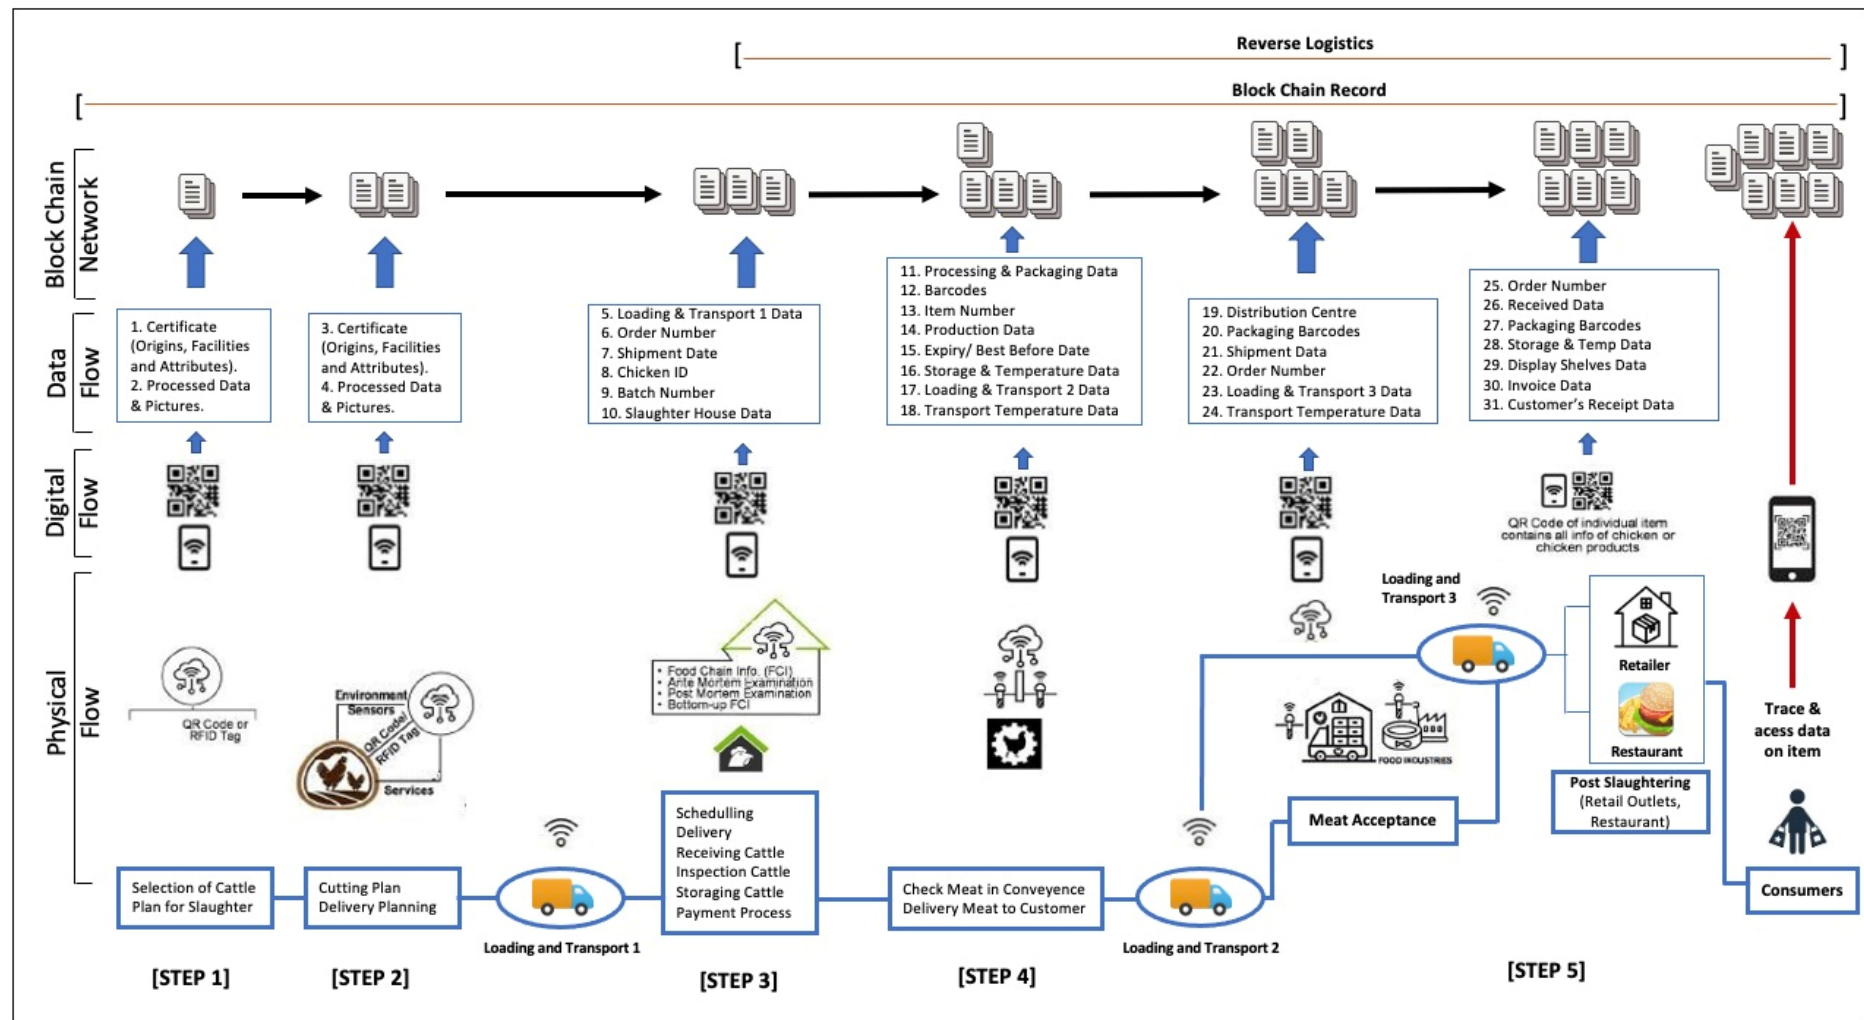 Reverse Logistics
Block Chain Record
Block Chain
Network
Data
Flow
Digital
Flow
Physical
Flow
1. Certificate
(Origins, Facilities
and Attributes).
2. Processed Data
& Pictures.
3. Certificate
(Origins, Facilities
and Attributes).
4. Processed Data
& Pictures.
5. Loading & Transport 1 Data
6. Order Number
7. Shipment Date
8. Chicken ID
9. Batch Number
10. Slaughter House Data
11. Processing & Packaging Data
12. Barcodes
13. Item Number
14. Production Data
15. Expiry/ Best Before Date
16. Storage & Temperature Data
17. Loading & Transport 2 Data
18. Transport Temperature Data
19. Distribution Centre
20. Packaging Barcodes
21. Shipment Data
22. Order Number
23. Loading & Transport 3 Data
24. Transport Temperature Data
25. Order Number
26. Received Data
27. Packaging Barcodes
28. Storage & Temp Data
29. Display Shelves Data
30. Invoice Data
31. Customer's Receipt Data
QR Code of individual item
contains all info of chicken or
chicken products
QR Code or
RFID Tag
Environment
Sensors
QR Code/
RFID Tag
Services
• Food Chain Info. (FCI)
• Ante Mortem Examination
• Post Mortem Examination
• Bottom-up FCI
FOOD INDUSTRIES
Loading and
Transport 3
Retailer
Restaurant
Post Slaughtering
(Retail Outlets,
Restaurant)
Trace &
acess data
on item
Consumers
Selection of Cattle
Plan for Slaughter
Cutting Plan
Delivery Planning
Loading and Transport 1
Schedulling
Delivery
Receiving Cattle
Inspection Cattle
Storaging Cattle
Payment Process
Check Meat in Conveyence
Delivery Meat to Customer
Loading and Transport 2
Meat Acceptance
[STEP 1]
[STEP 2]
[STEP 3]
[STEP 4]
[STEP 5]